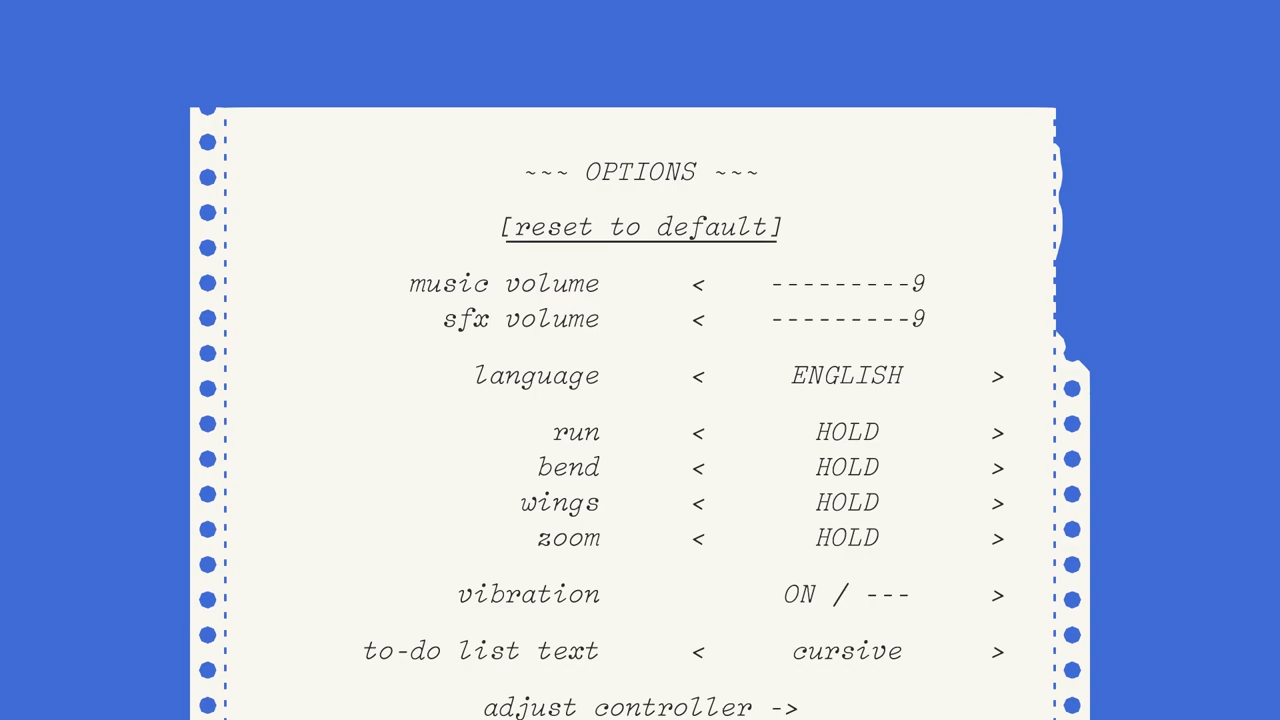 ~~~ OPTIONS ~~~
[reset to default]
music volume < ---------9
sfx volume < ---------9
language < ENGLISH >
run < HOLD >
bend < HOLD >
wings < HOLD >
zoom < HOLD >
vibration ON / --- >
to-do list text < cursive >
adjust controller ->